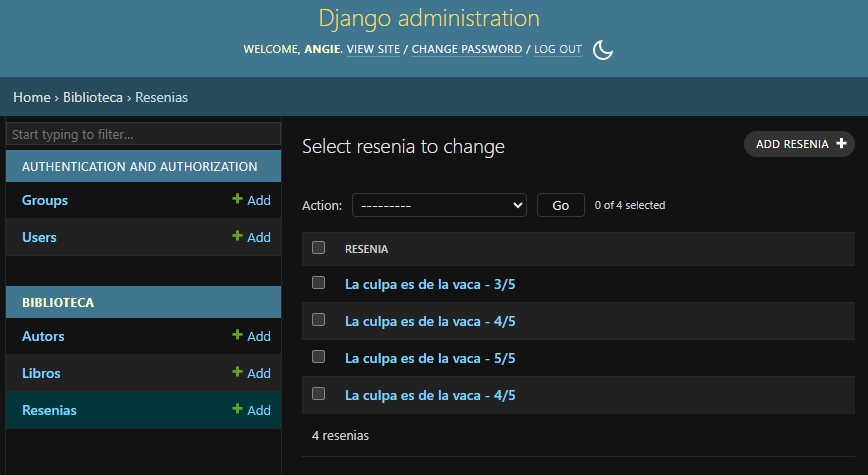 Django administration
WELCOME, ANGIE. VIEW SITE / CHANGE PASSWORD / LOG OUT
Home › Biblioteca › Resenias
Start typing to filter...
AUTHENTICATION AND AUTHORIZATION
Groups + Add
Users + Add
BIBLIOTECA
Autors + Add
Libros + Add
Resenias + Add
Select resenia to change
ADD RESENIA +
Action: --------- Go 0 of 4 selected
RESENIA
La culpa es de la vaca - 3/5
La culpa es de la vaca - 4/5
La culpa es de la vaca - 5/5
La culpa es de la vaca - 4/5
4 resenias